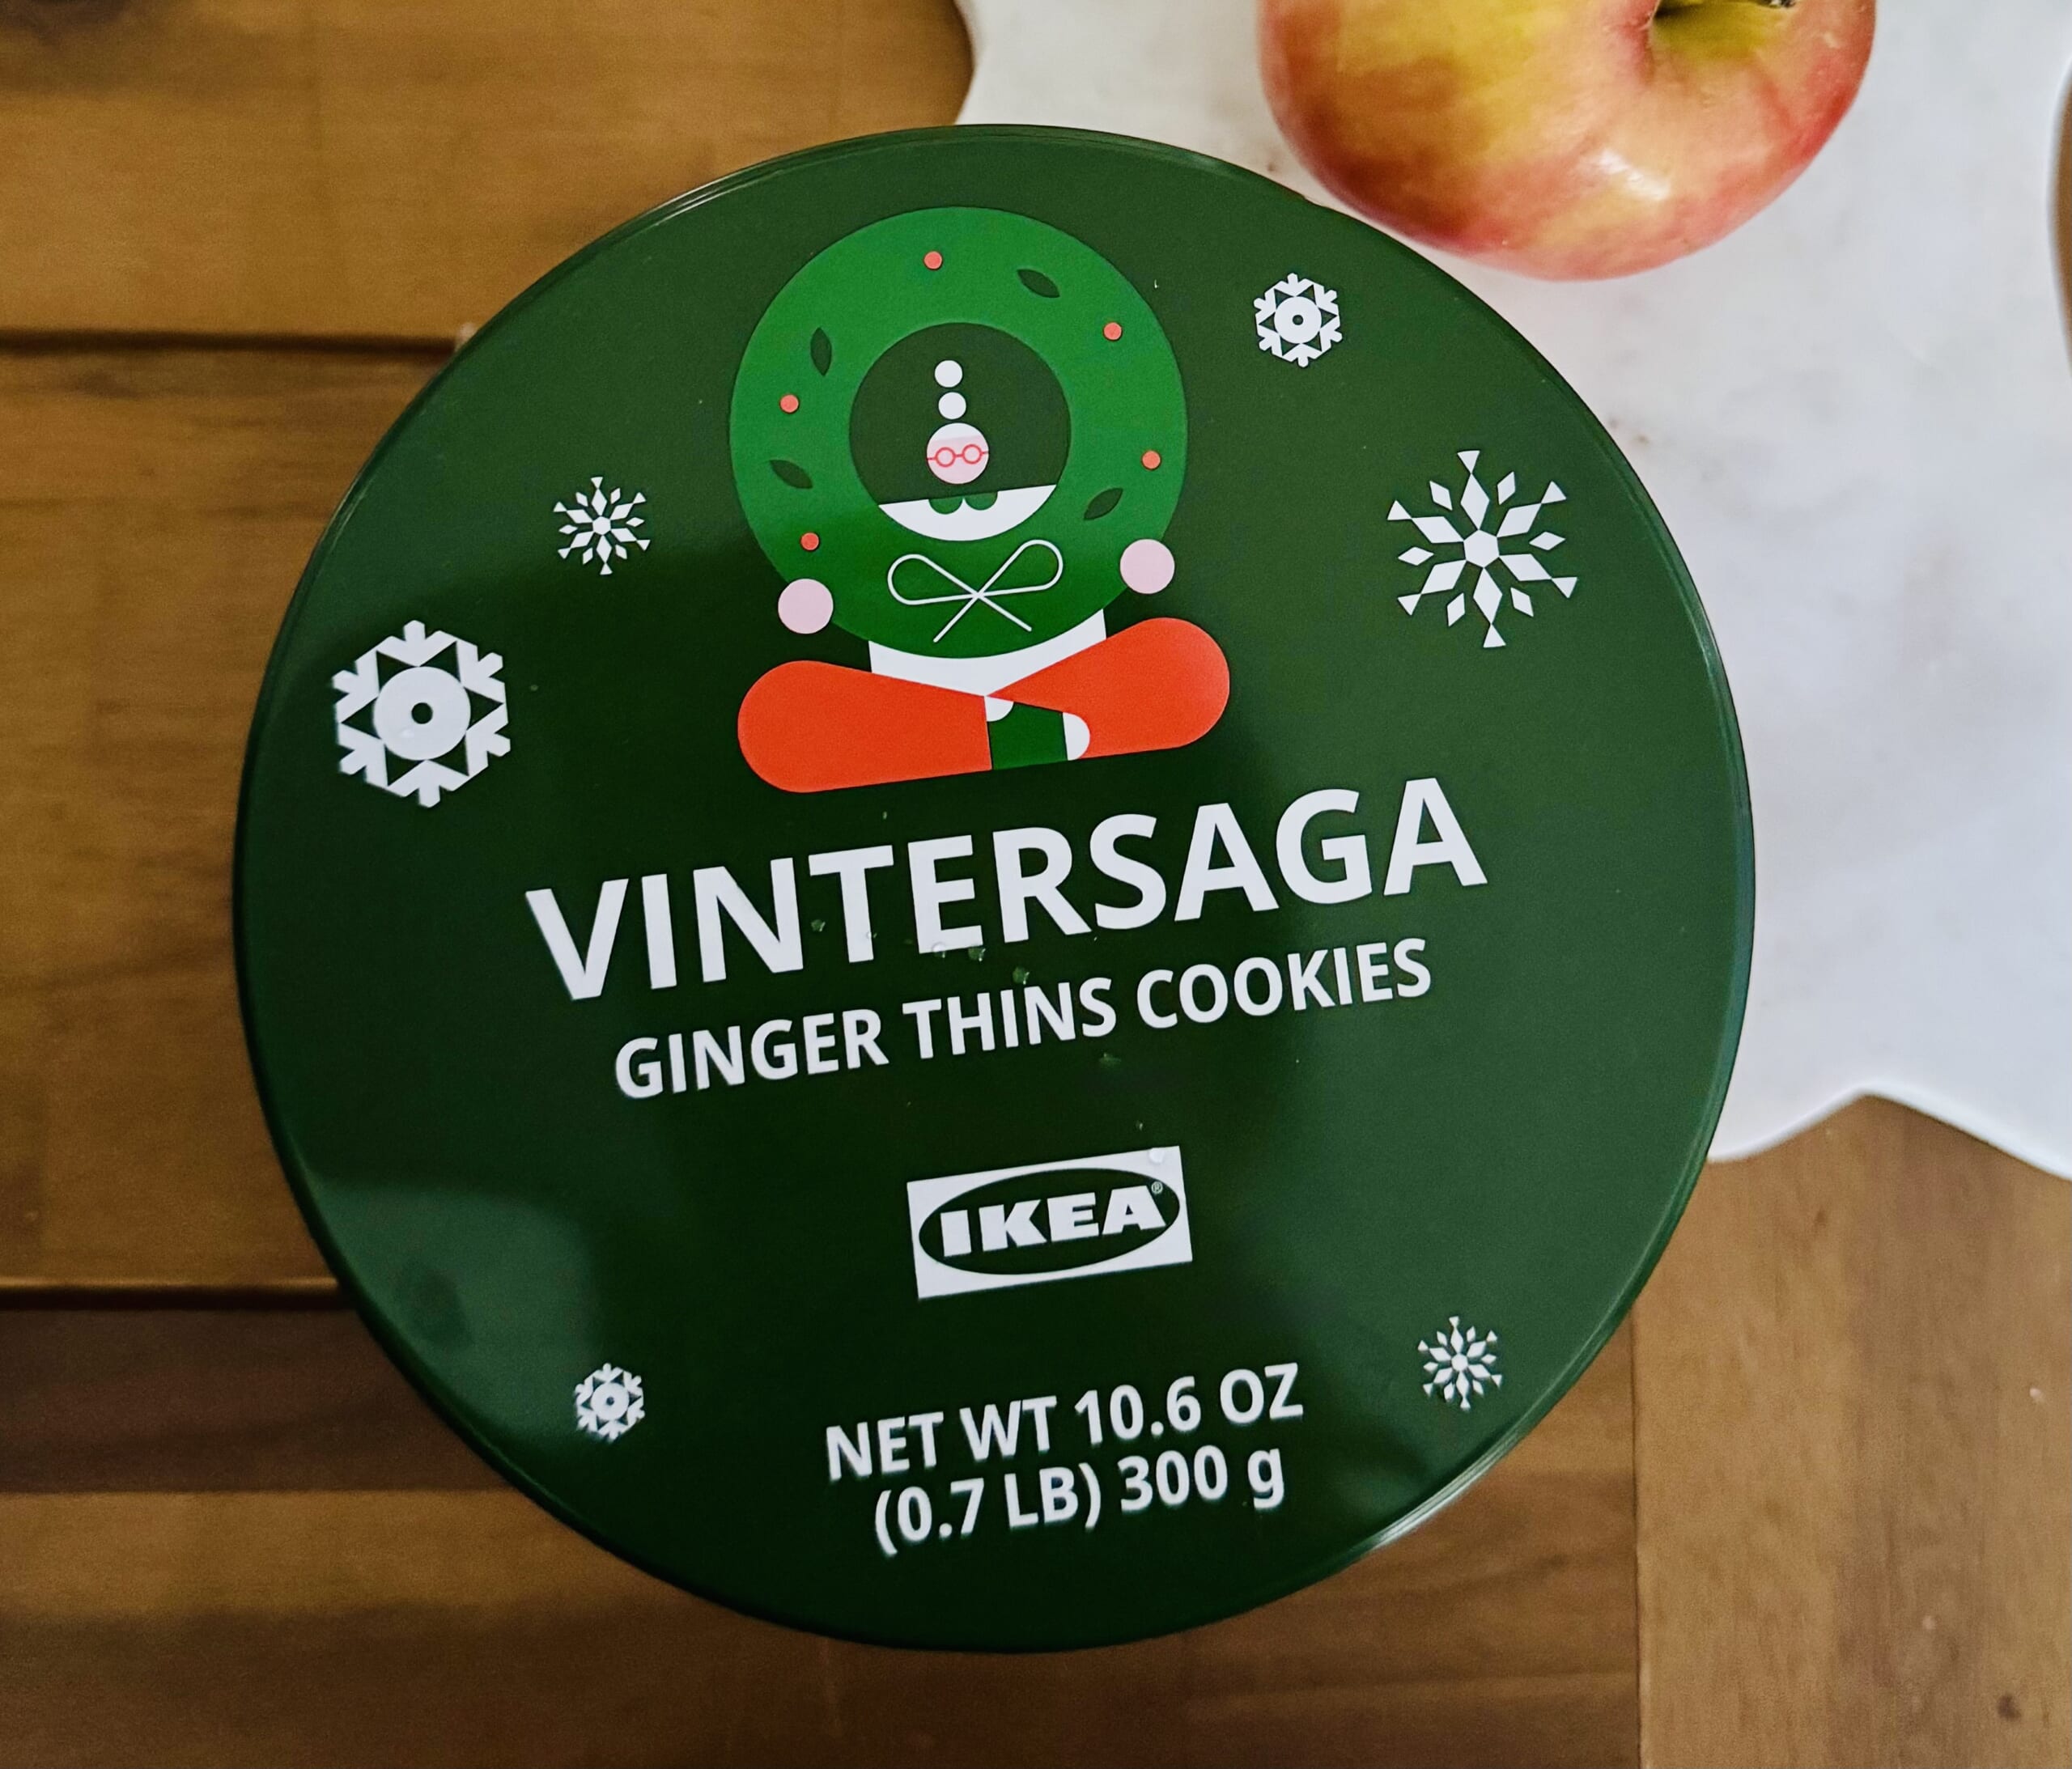 VINTERSAGA
GINGER THINS COOKIES
IKEA®
NET WT 10.6 OZ
(0.7 LB) 300 g